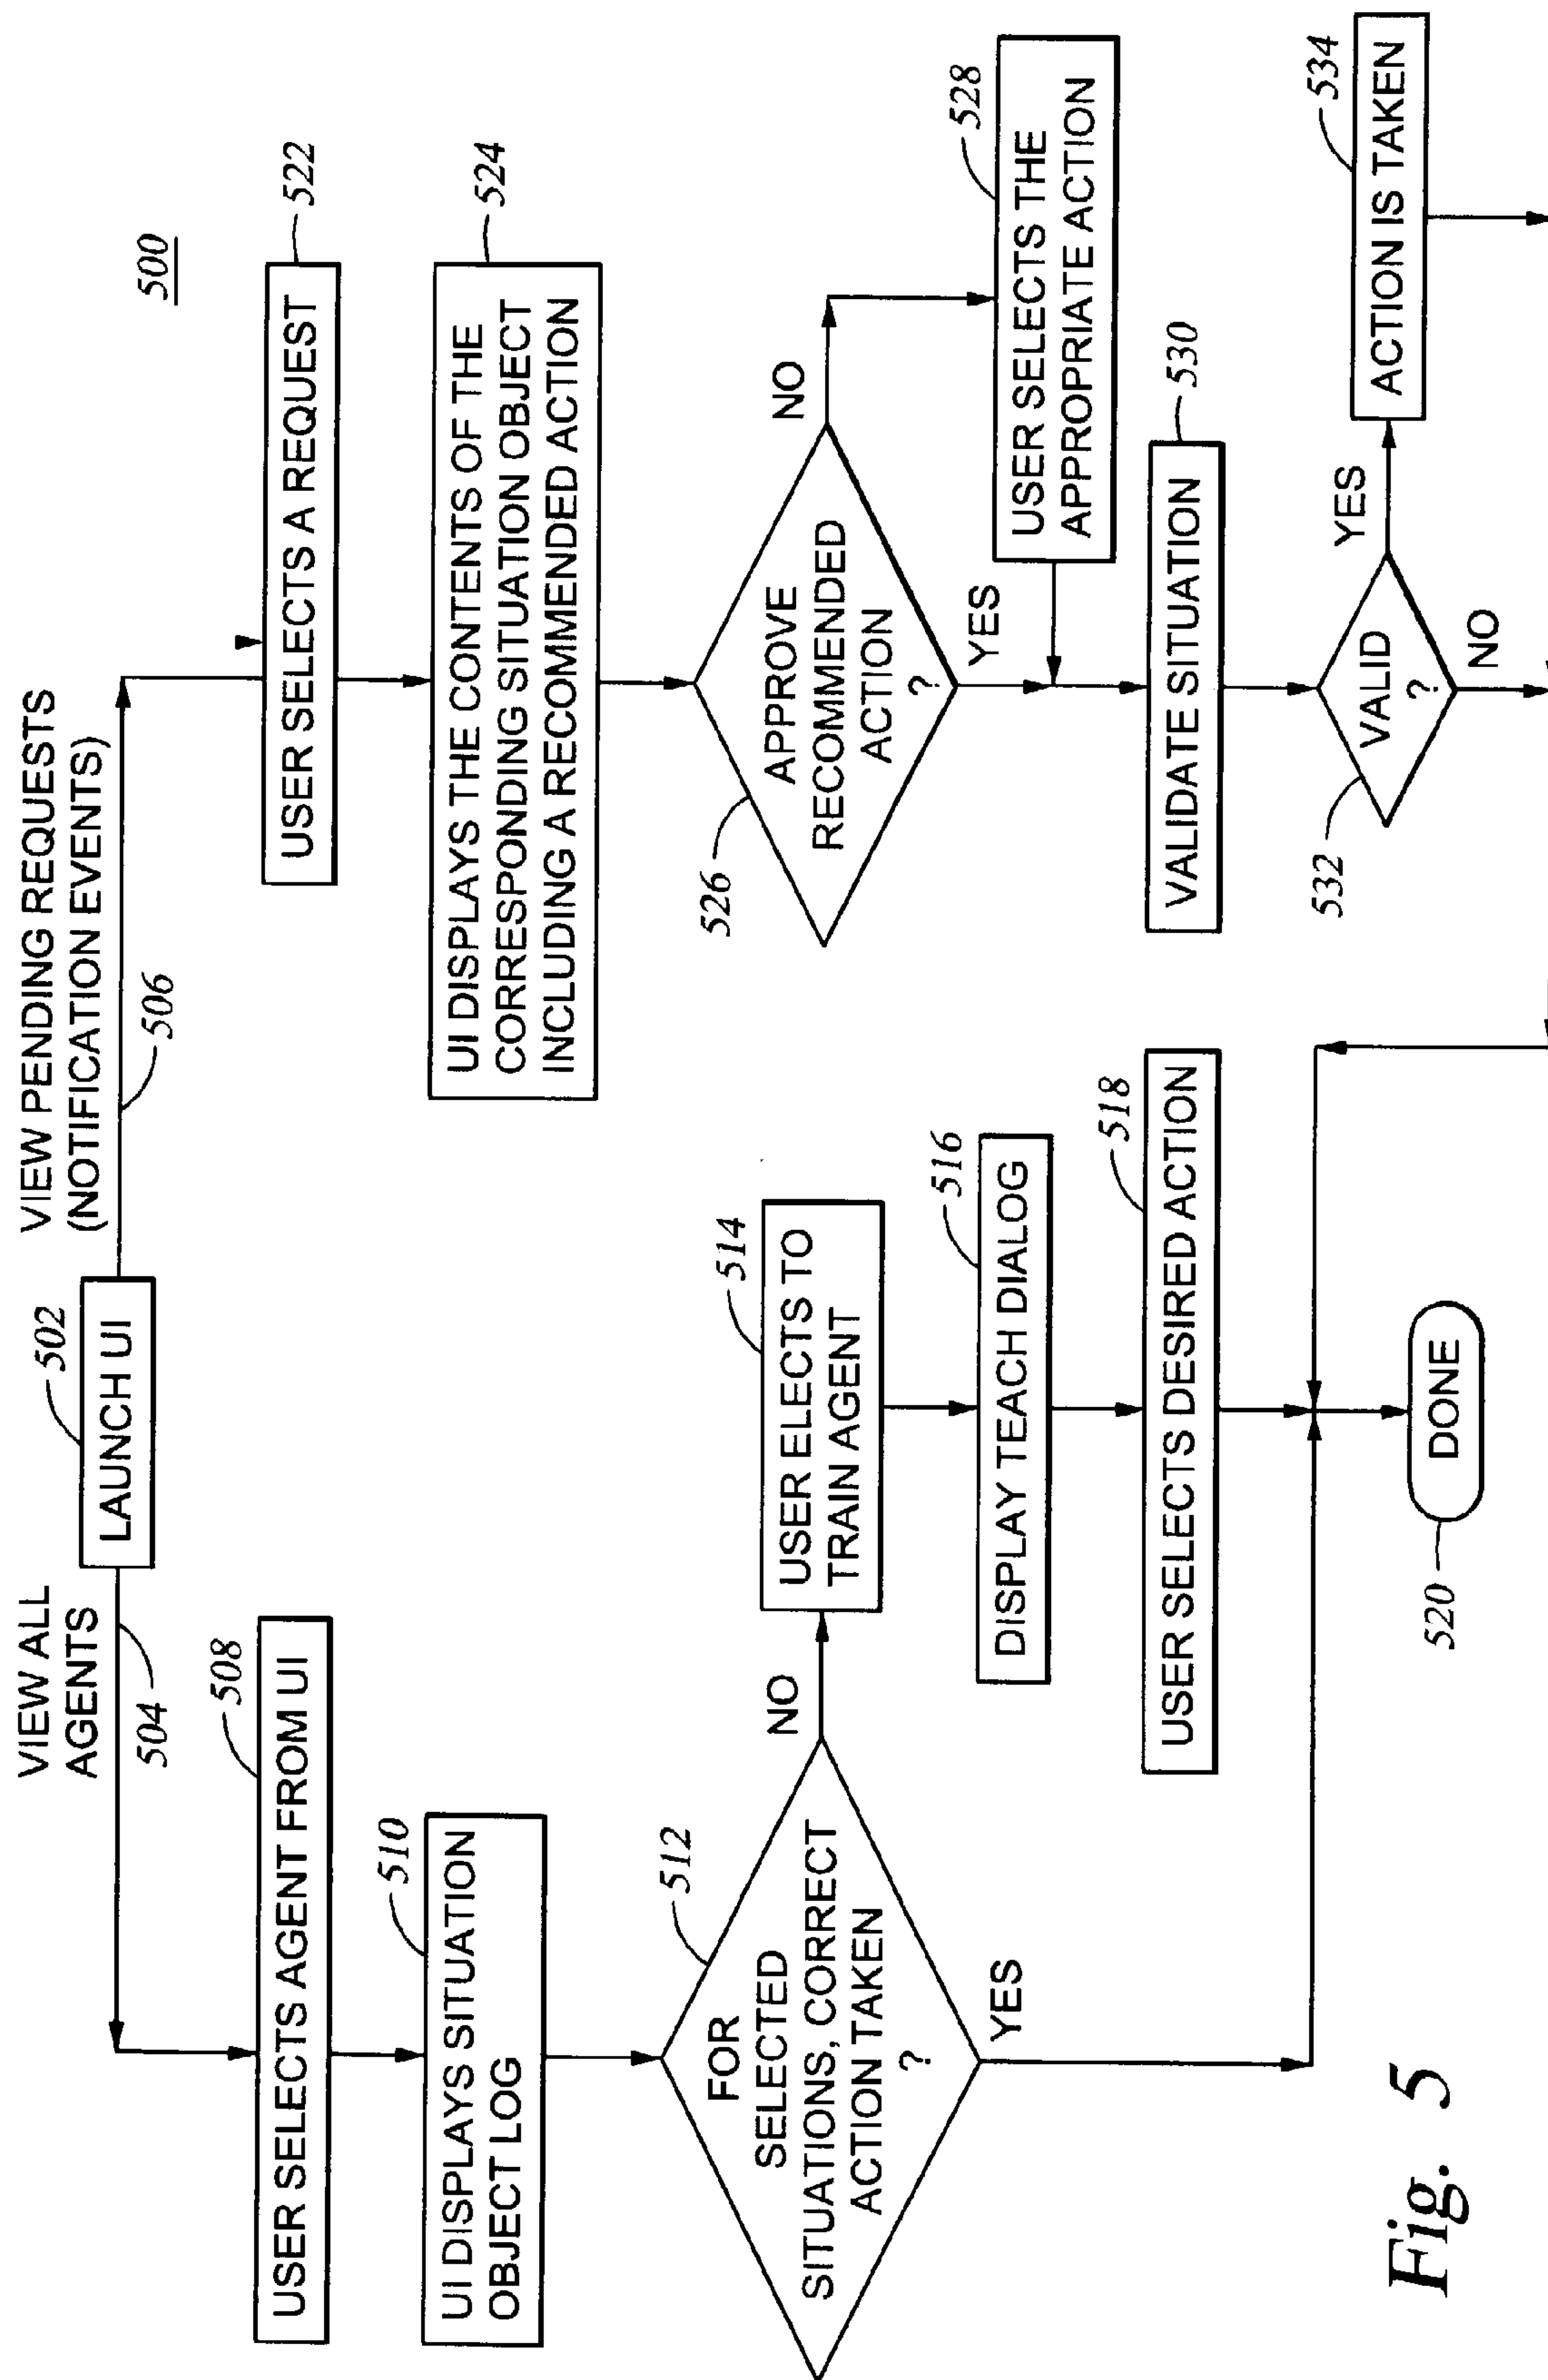 500
VIEW ALL
AGENTS
504
502
LAUNCH UI
VIEW PENDING REQUESTS
(NOTIFICATION EVENTS)
506
508
USER SELECTS AGENT FROM UI
510
UI DISPLAYS SITUATION
OBJECT LOG
512
FOR
SELECTED
SITUATIONS, CORRECT
ACTION TAKEN
?
NO
YES
514
USER ELECTS TO
TRAIN AGENT
516
DISPLAY TEACH DIALOG
518
USER SELECTS DESIRED ACTION
520
DONE
522
USER SELECTS A REQUEST
524
UI DISPLAYS THE CONTENTS OF THE
CORRESPONDING SITUATION OBJECT
INCLUDING A RECOMMENDED ACTION
526
APPROVE
RECOMMENDED
ACTION
?
NO
YES
528
USER SELECTS THE
APPROPRIATE ACTION
530
VALIDATE SITUATION
532
VALID
?
YES
NO
534
ACTION IS TAKEN
Fig. 5